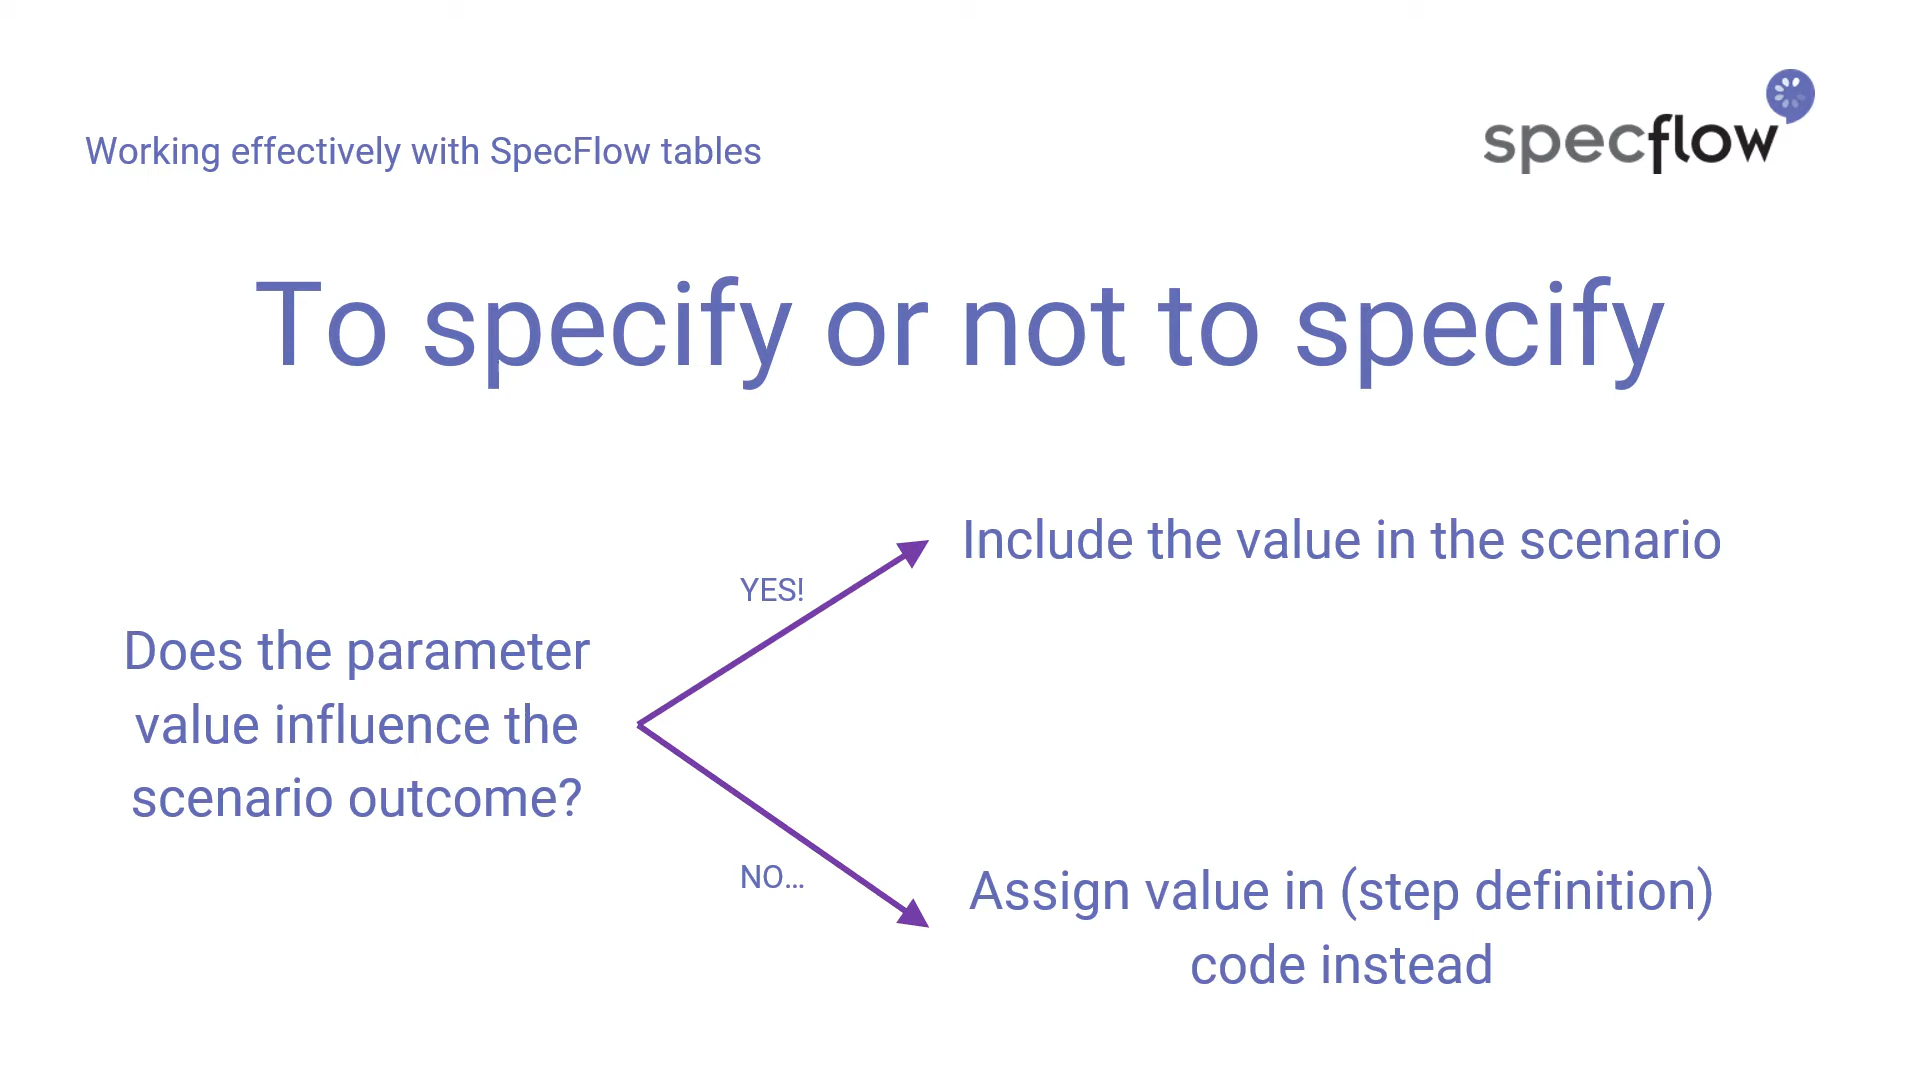 Working effectively with SpecFlow tables
specflow
To specify or not to specify
Include the value in the scenario
YES!
Does the parameter
value influence the
scenario outcome?
NO...
Assign value in (step definition)
code instead